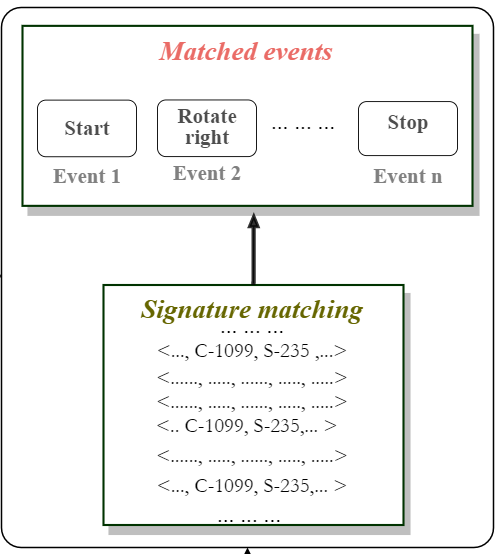 Matched events
Start
Rotate
right
... ... ...
Stop
Event 1
Event 2
Event n
Signature matching
... ... ...
<..., C-1099, S-235 ,...>
<......, ....., ......, ....., .....>
<......, ....., ......, ....., .....>
<.. C-1099, S-235,... >
<......, ....., ......, ....., .....>
<..., C-1099, S-235,... >
... ... ...